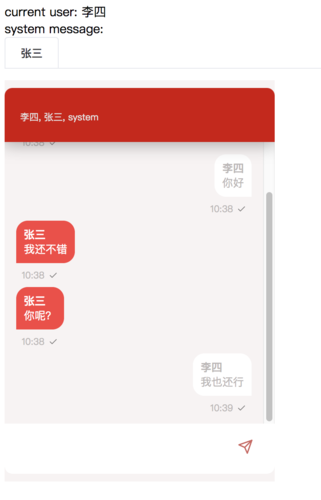 current user: 李四
system message:
张三
李四, 张三, system
10:38
李四
你好
10:38
张三
我还不错
10:38
张三
你呢?
10:38
李四
我也还行
10:39